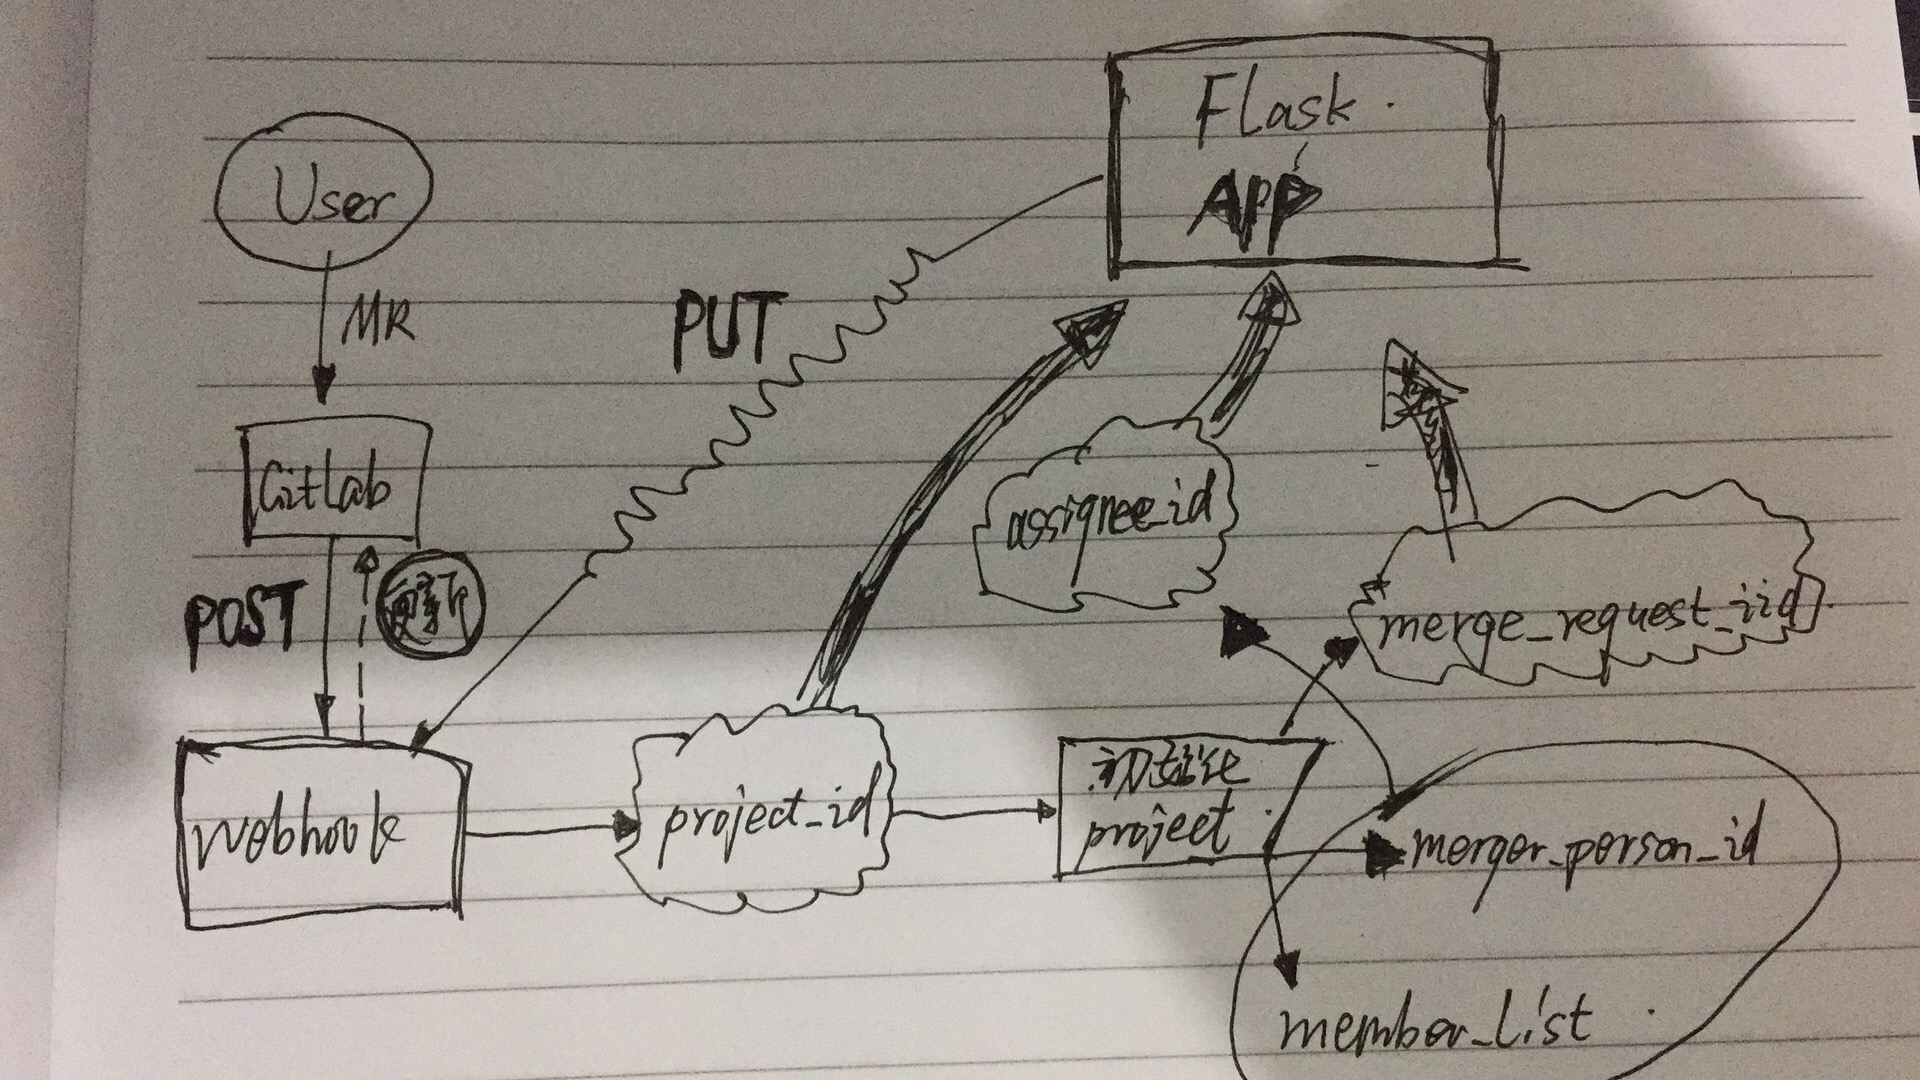 Flask
APP
User
MR
PUT
GitLab
assignee_id
POST
更新
merge_request_iid
Webhook
project_id
初始化
project
merger_person_id
member_list